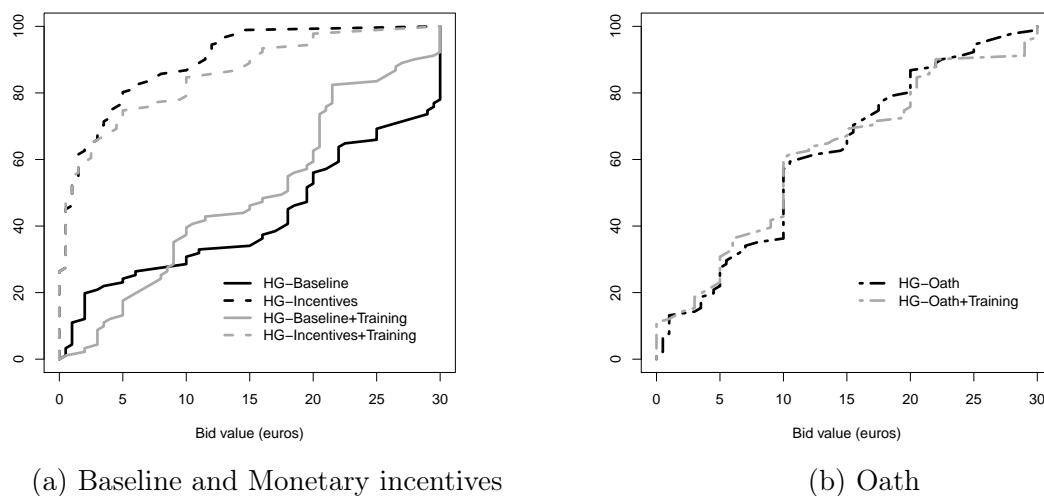 100
80
60
40
20
0
HG−Baseline
HG−Incentives
HG−Baseline+Training
HG−Incentives+Training
0 5 10 15 20 25 30
Bid value (euros)
(a) Baseline and Monetary incentives
100
80
60
40
20
0
HG−Oath
HG−Oath+Training
0 5 10 15 20 25 30
Bid value (euros)
(b) Oath